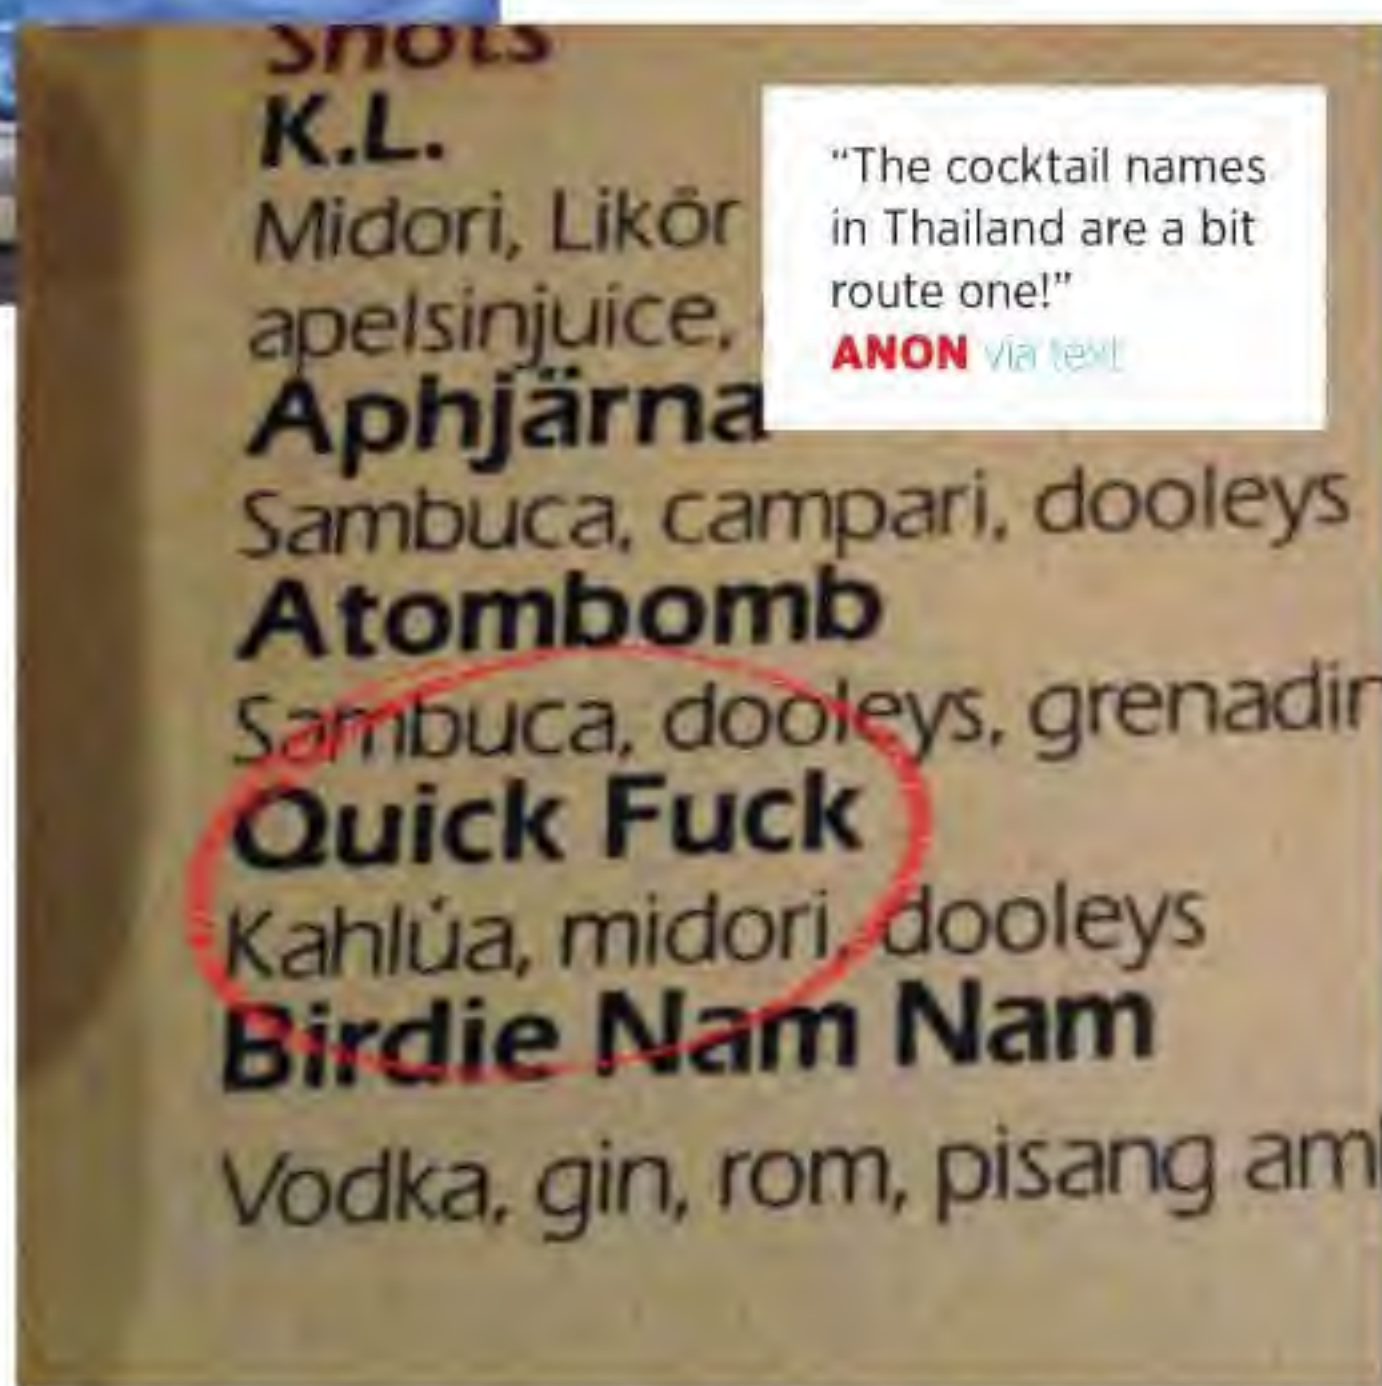 Shots
K.L.
Midori, Likör
apelsinjuice,
Aphjärna
Sambuca, campari, dooleys
Atombomb
Sambuca, dooleys, grenadin
Quick Fuck
Kahlúa, midori, dooleys
Birdie Nam Nam
Vodka, gin, rom, pisang am
“The cocktail names
in Thailand are a bit
route one!”
ANON via text